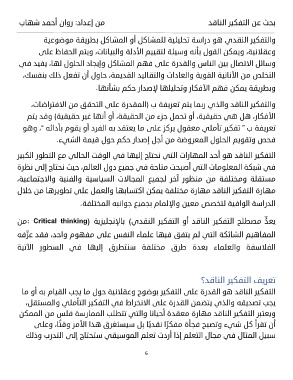 بحث عن التفكير الناقد
من إعداد: روان أحمد شهاب
والتفكير النقدي هو دراسة تحليلية للمشاكل أو المشاكل بطريقة موضوعية
وعقلانية، ويمكن القول بأنه وسيلة لتقييم الأدلة والبيانات، ويتم الحفاظ على
وسائل الاتصال بين الناس والقدرة على فهم المشاكل وإيجاد الحلول لها، يفيد في
التخلص من الأنانية القوية والعادات والتقاليد القديمة، حاول أن تفعل ذلك بنفسك،
وبطريقة يمكن فهم الأفكار وتحليلها لإصدار حكم بشأنها.
والتفكير الناقد والذي ربما يتم تعريفه ب (المقدرة على التحقق من الافتراضات،
الأفكار، هل هي حقيقية، أو تحمل جزء من الحقيقة، أو أنها غير حقيقية) وقد يتم
تعريفة ب " تفكير تأملي معقول يركز على ما يعتقد به الفرد أو يقوم بأدائه "، وهو
فحص وتقويم الحلول المعروضة من أجل إصدار حكم حول قيمة الشيء.
التفكير الناقد هو أحد المهارات التي نحتاج إليها في الوقت الحالي مع التطور الكبير
في شبكة المعلومات التي أصبحت متاحة في جميع دول العالم، حيث نحتاج إلى نظرة
مستقلة ومختلفة من منظور آخر لجميع المجالات السياسية والفنية والاجتماعية،
مهارة التفكير الناقد مهارة مختلفة يمكن اكتسابها والعمل على تطويرها من خلال
الدراسة الوافية لتخصص معين والإلمام بجميع جوانبه المختلفة.
يعدُّ مصطلح التفكير الناقد أو التفكير النقدي) بالإنجليزية (Critical thinking :من
المفاهيم الشائكة التي لم يتفق فيها علماء النفس على مفهوم واحد، فقد عرَّفه
الفلاسفة والعلماء بعدة طرق مختلفة سنتطرق إليها في السطور الآتية
تعريف التفكير الناقد؟
التفكير الناقد هو القدرة على التفكير بوضوح وعقلانية حول ما يجب القيام به أو ما
يجب تصديقه والذي يتضمن القدرة على الانخراط في التفكير التأملي والمستقل،
ويعتبر التفكير الناقد مهارة معقدة أحيانا والتي تتطلب الممارسة فليس من الممكن
أن تقرأ كل شيء وتصبح فجأة مفكرًا نقديًا بل سيستغرق هذا الأمر وقتًا، وعلى
سبيل المثال في مجال التعلم إذا أردت تعلم الموسيقي ستحتاج إلى التدرب وذلك
6